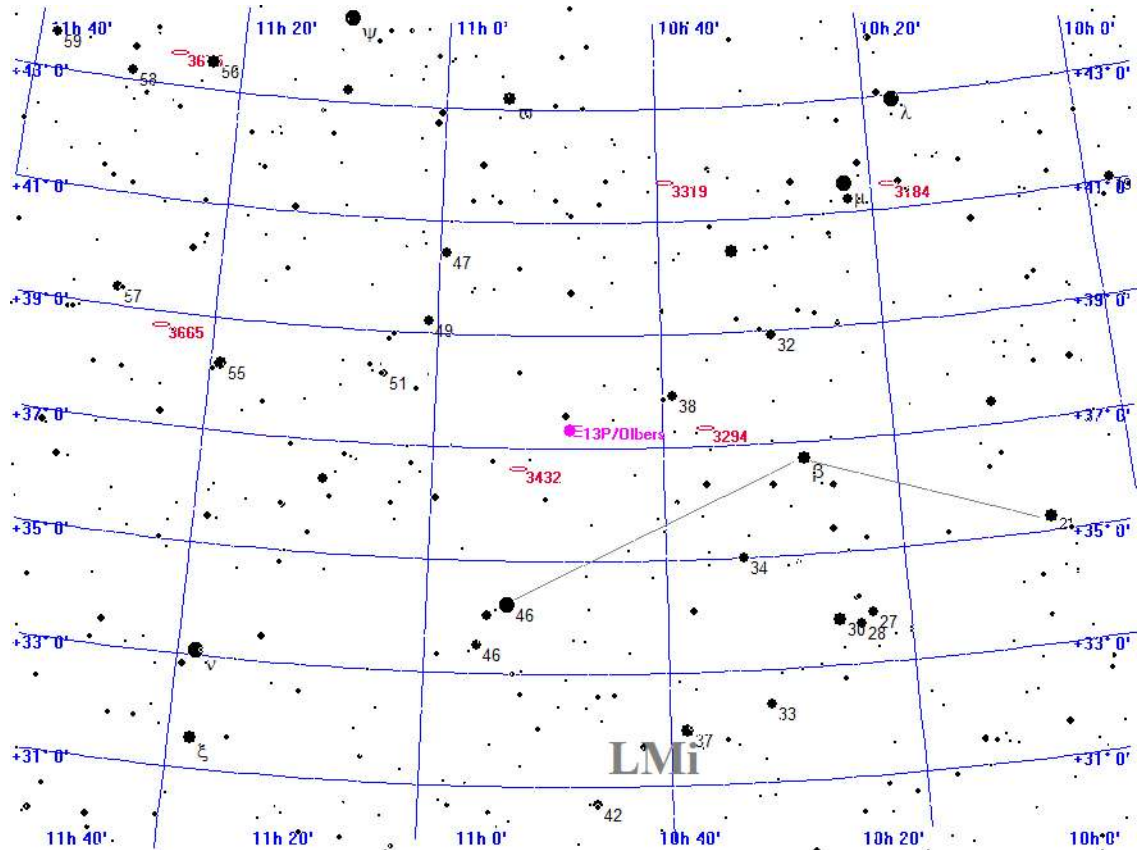 11h 40' 11h 20' ψ 11h 0' 10h 40' 10h 20' 10h 0'
59 58 56
+43° 0' +43° 0'
ω λ
+41° 0' 3319 μ 3184 +41° 0'
47
57 +39° 0' 49 +39° 0'
3665 32
55 51
38
+37° 0' 13P/Olbers 3294 +37° 0'
3432 β
+35° 0' 21 +35° 0'
34
46 27
30 28
+33° 0' ν 46 +33° 0'
33
ξ 37
+31° 0' LMi +31° 0'
42
11h 40' 11h 20' 11h 0' 10h 40' 10h 20' 10h 0'